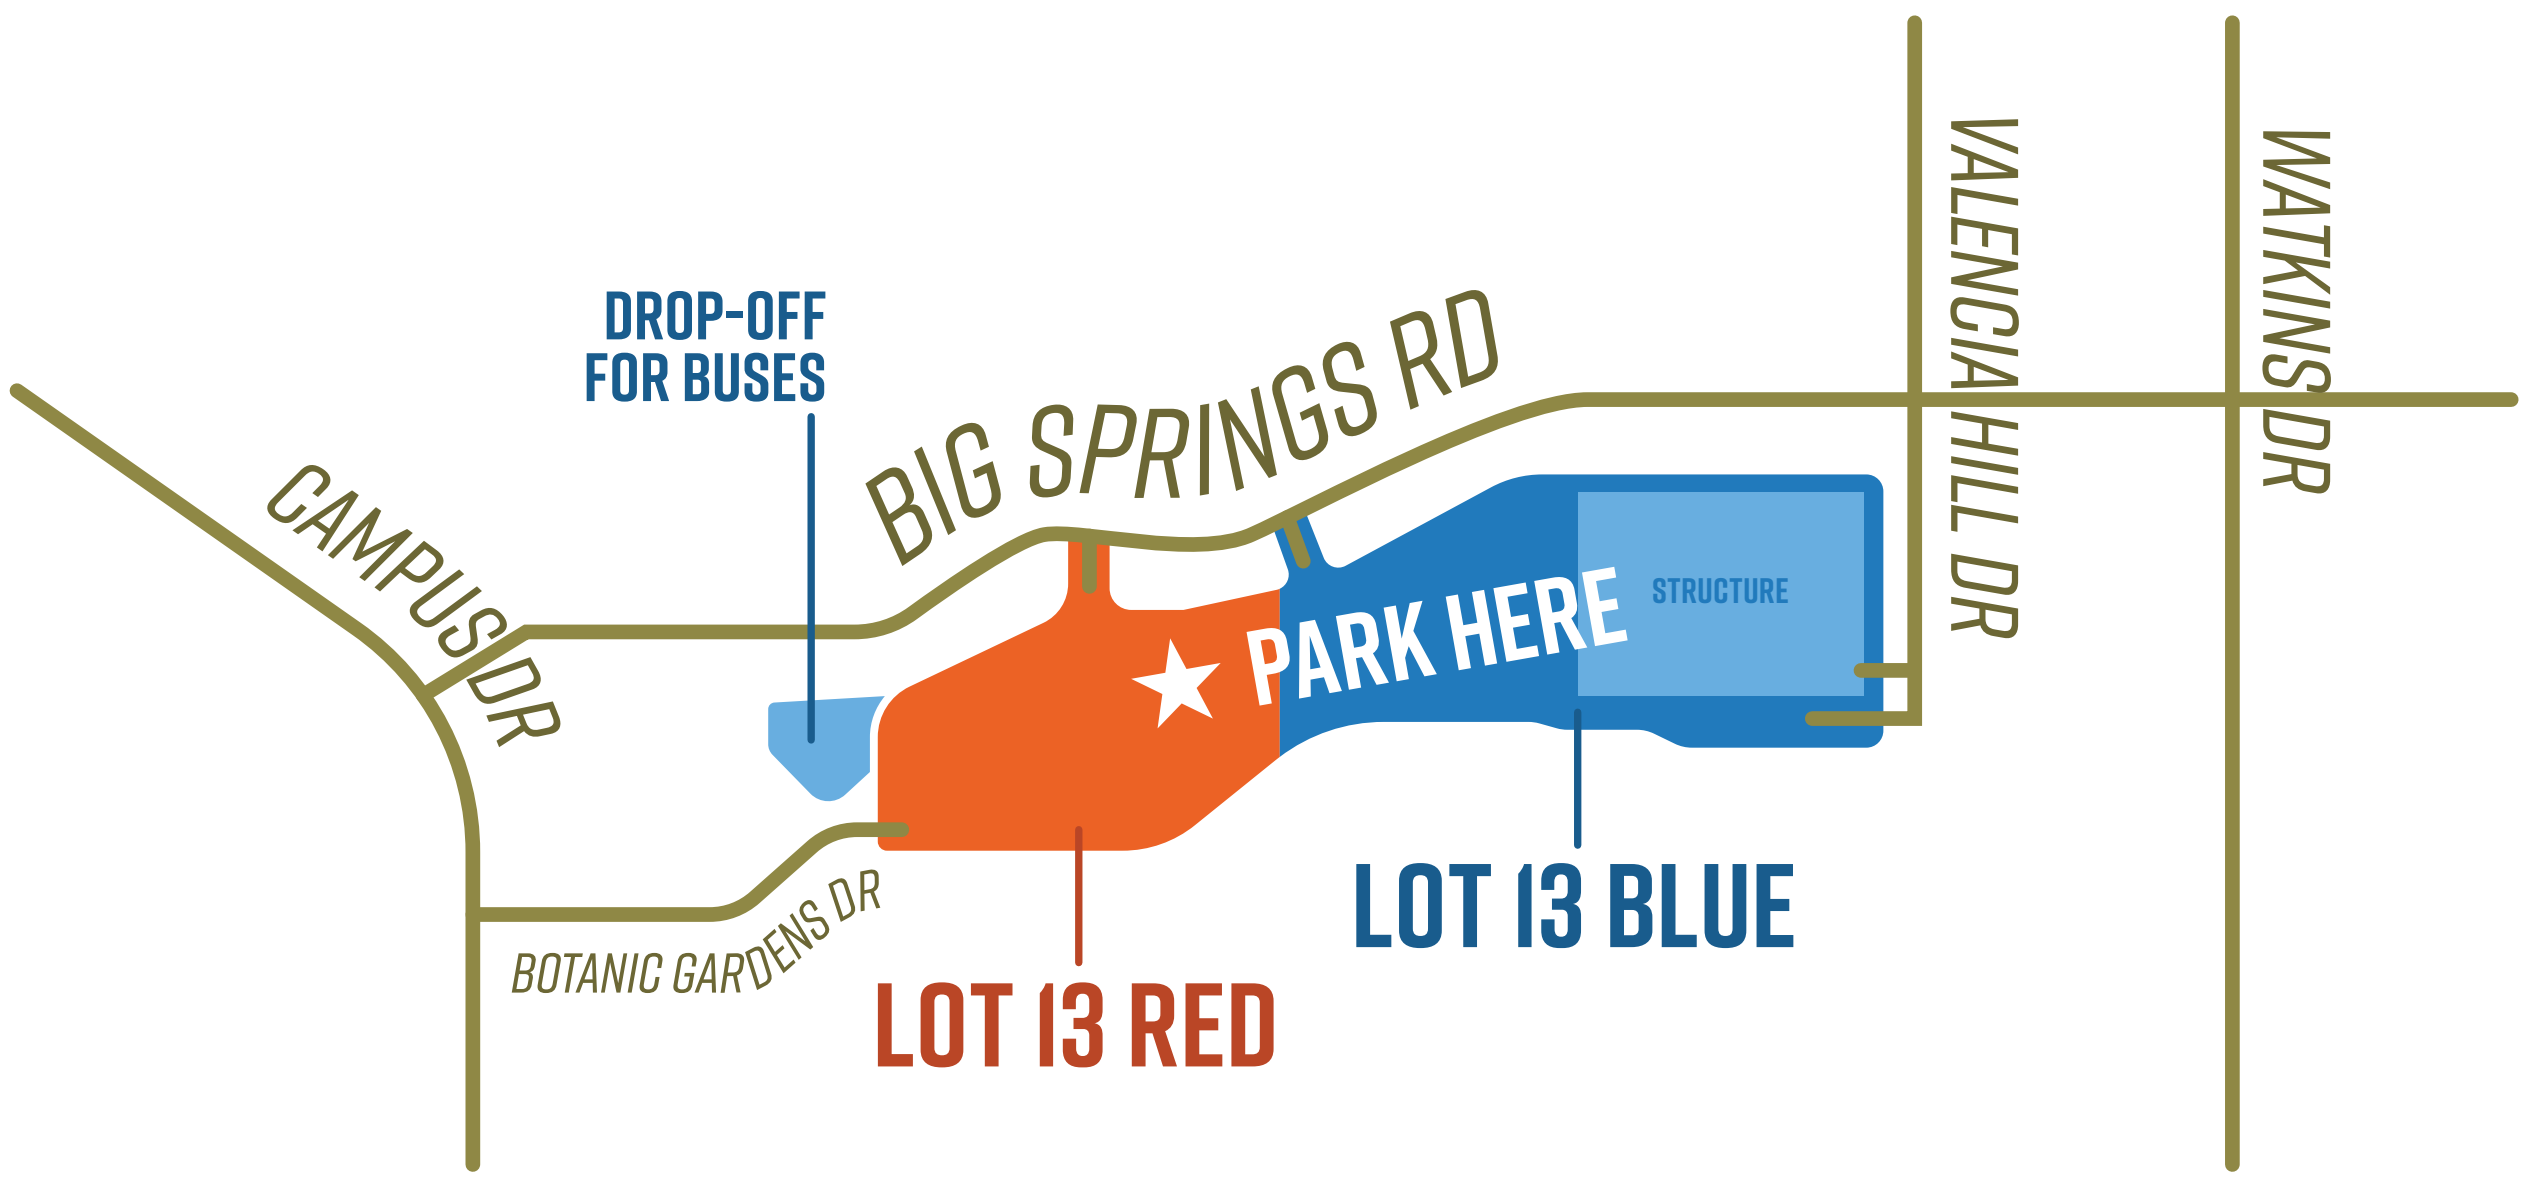 DROP-OFF
FOR BUSES
BIG SPRINGS RD
VALENCIA HILL DR
WATKINS DR
CAMPUS DR
STRUCTURE
PARK HERE
BOTANIC GARDENS DR
LOT 13 BLUE
LOT 13 RED